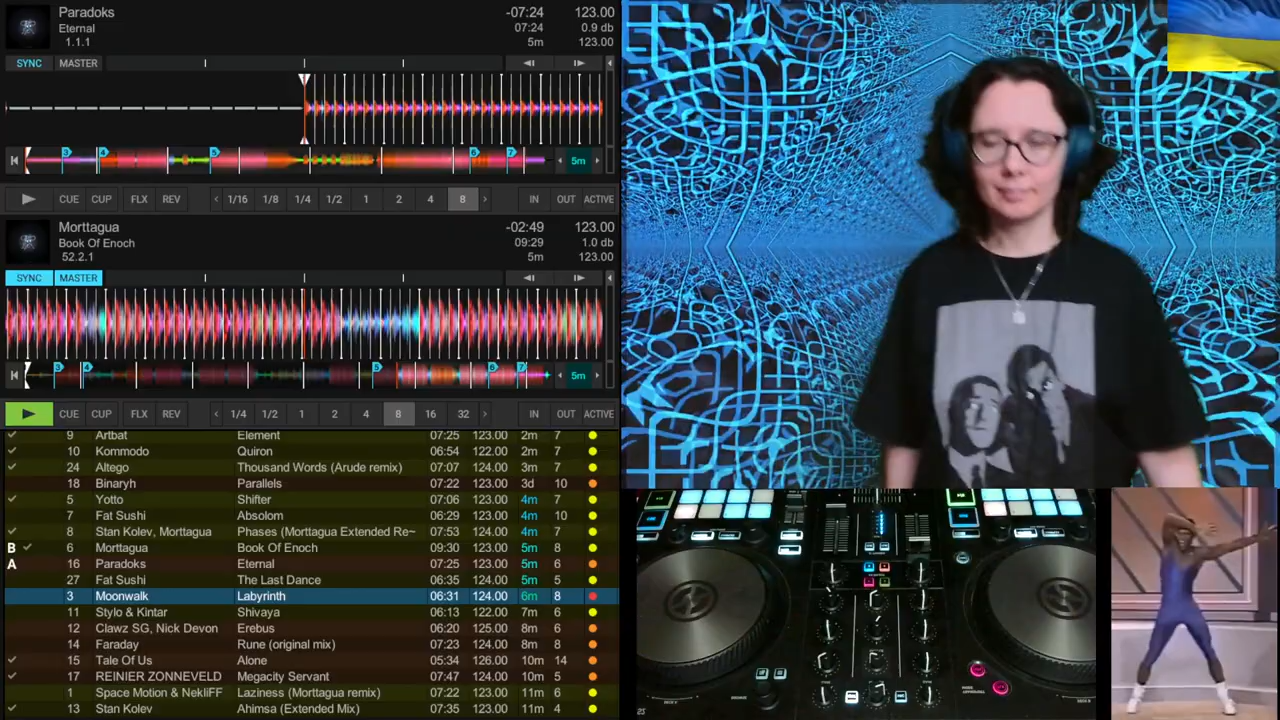 Paradoks -07:24 123.00
Eternal 07:24 0.9 db
1.1.1 5m 123.00
SYNC MASTER
3 4 5 6 7 5m
CUE CUP FLX REV 1/16 1/8 1/4 1/2 1 2 4 8 IN OUT ACTIVE
Morttagua -02:49 123.00
Book Of Enoch 09:29 1.0 db
52.2.1 5m 123.00
SYNC MASTER
3 4 5 6 7 5m
CUE CUP FLX REV 1/4 1/2 1 2 4 8 16 32 IN OUT ACTIVE
9 Artbat Element 07:25 123.00 2m 7
10 Kommodo Quiron 06:54 122.00 2m 7
24 Altego Thousand Words (Arude remix) 07:07 124.00 3m 7
18 Binaryh Parallels 07:22 123.00 3d 10
5 Yotto Shifter 07:06 123.00 4m 7
7 Fat Sushi Absolom 06:29 123.00 4m 10
8 Stan Kolev, Morttagua Phases (Morttagua Extended Re~ 07:53 124.00 4m 7
B 6 Morttagua Book Of Enoch 09:30 123.00 5m 8
A 16 Paradoks Eternal 07:25 123.00 5m 6
27 Fat Sushi The Last Dance 06:35 124.00 5m 5
3 Moonwalk Labyrinth 06:31 124.00 6m 8
11 Stylo & Kintar Shivaya 06:13 122.00 7m 6
12 Clawz SG, Nick Devon Erebus 06:20 125.00 8m 6
14 Faraday Rune (original mix) 07:23 124.00 8m 8
15 Tale Of Us Alone 05:34 126.00 10m 14
17 REINIER ZONNEVELD Megacity Servant 07:47 124.00 10m 5
1 Space Motion & NekliFF Laziness (Morttagua remix) 07:22 123.00 11m 6
13 Stan Kolev Ahimsa (Extended Mix) 07:35 124.00 11m 4